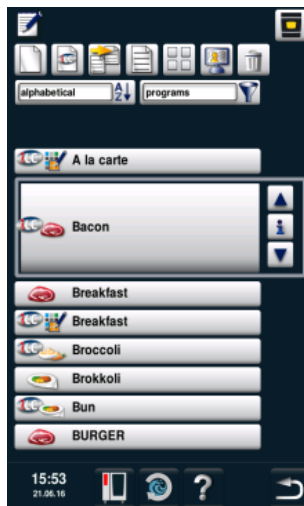 alphabetical
A
Z
programs
A la carte
Bacon
i
Breakfast
Breakfast
Broccoli
Brokkoli
Bun
BURGER
15:53
?
21.06.16